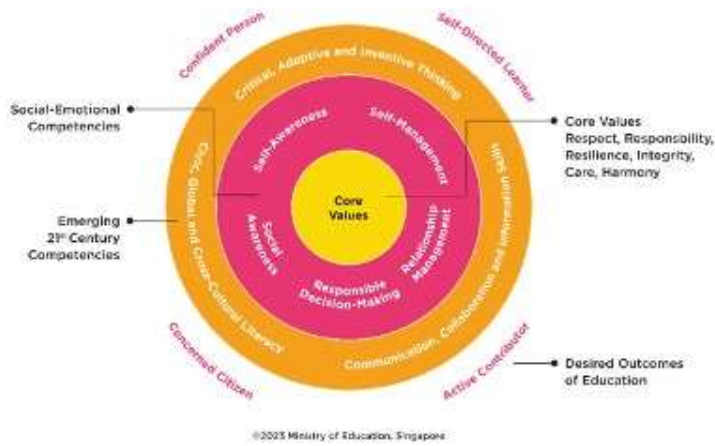 Confident Person
Self-Directed Learner
Critical, Adaptive and Inventive Thinking
Social-Emotional
Competencies
Self-Awareness
Self-Management
Core Values
Respect, Responsibility,
Resilience, Integrity,
Care, Harmony
Core
Values
Emerging
21st Century
Competencies
Civic, Global and Cross-Cultural Literacy
Social
Awareness
Relationship
Management
Responsible
Decision-Making
Communication, Collaboration and Information Skills
Concerned Citizen
Active Contributor
Desired Outcomes
of Education
©2023 Ministry of Education, Singapore